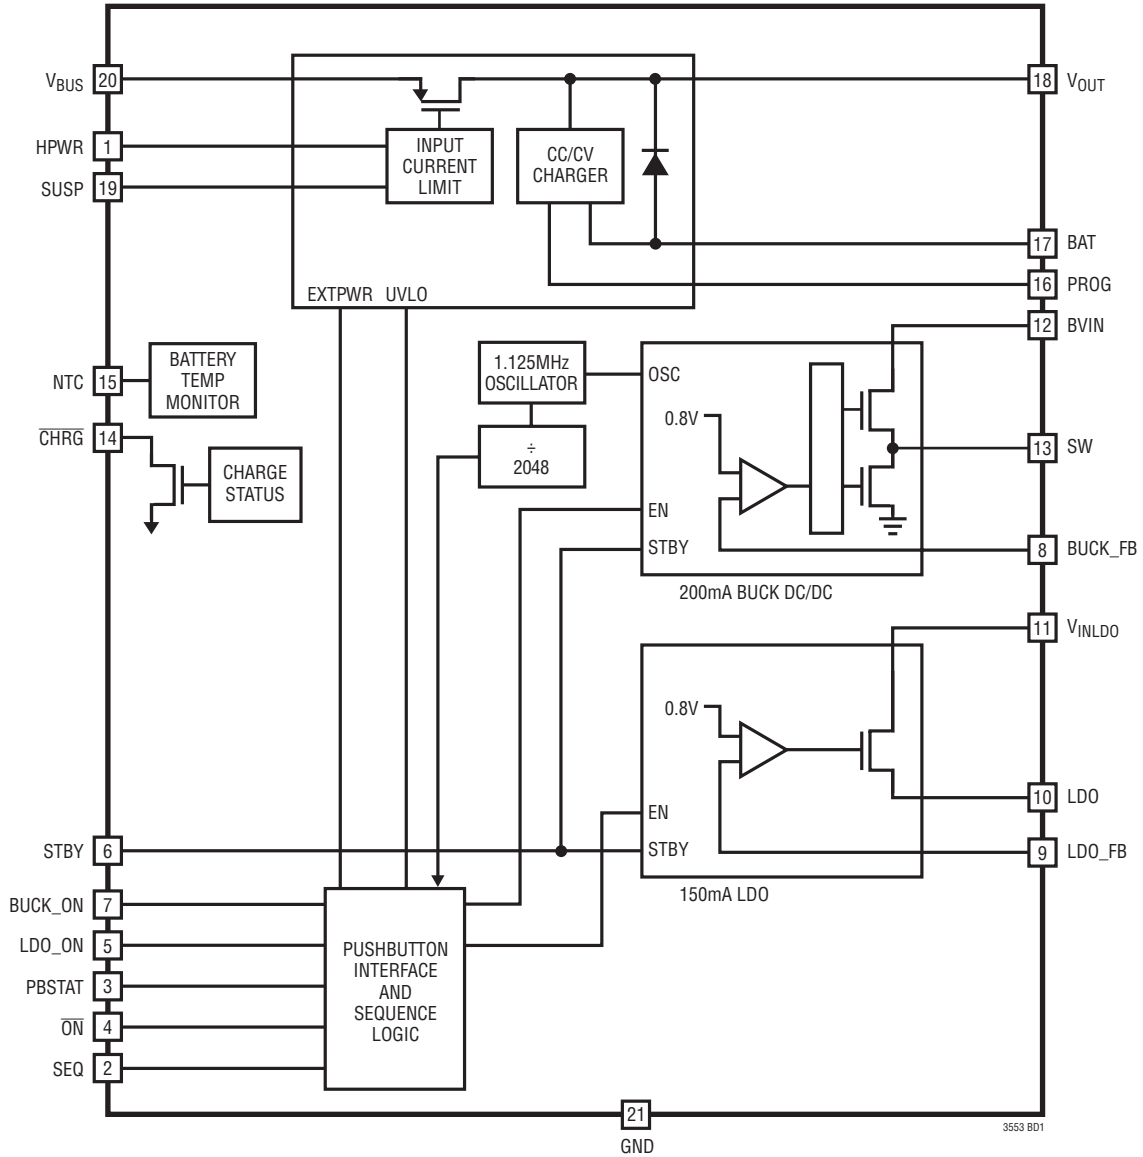 VBUS 20
18 VOUT
HPWR 1
SUSP 19
INPUT
CURRENT
LIMIT
CC/CV
CHARGER
17 BAT
16 PROG
EXTPWR UVLO
12 BVIN
NTC 15
BATTERY
TEMP
MONITOR
1.125MHz
OSCILLATOR
OSC
0.8V
CHRG 14
CHARGE
STATUS
÷
2048
13 SW
EN
STBY
8 BUCK_FB
200mA BUCK DC/DC
11 VINLDO
0.8V
10 LDO
EN
STBY
9 LDO_FB
150mA LDO
STBY 6
BUCK_ON 7
LDO_ON 5
PBSTAT 3
ON 4
SEQ 2
PUSHBUTTON
INTERFACE
AND
SEQUENCE
LOGIC
21
GND
3553 BD1